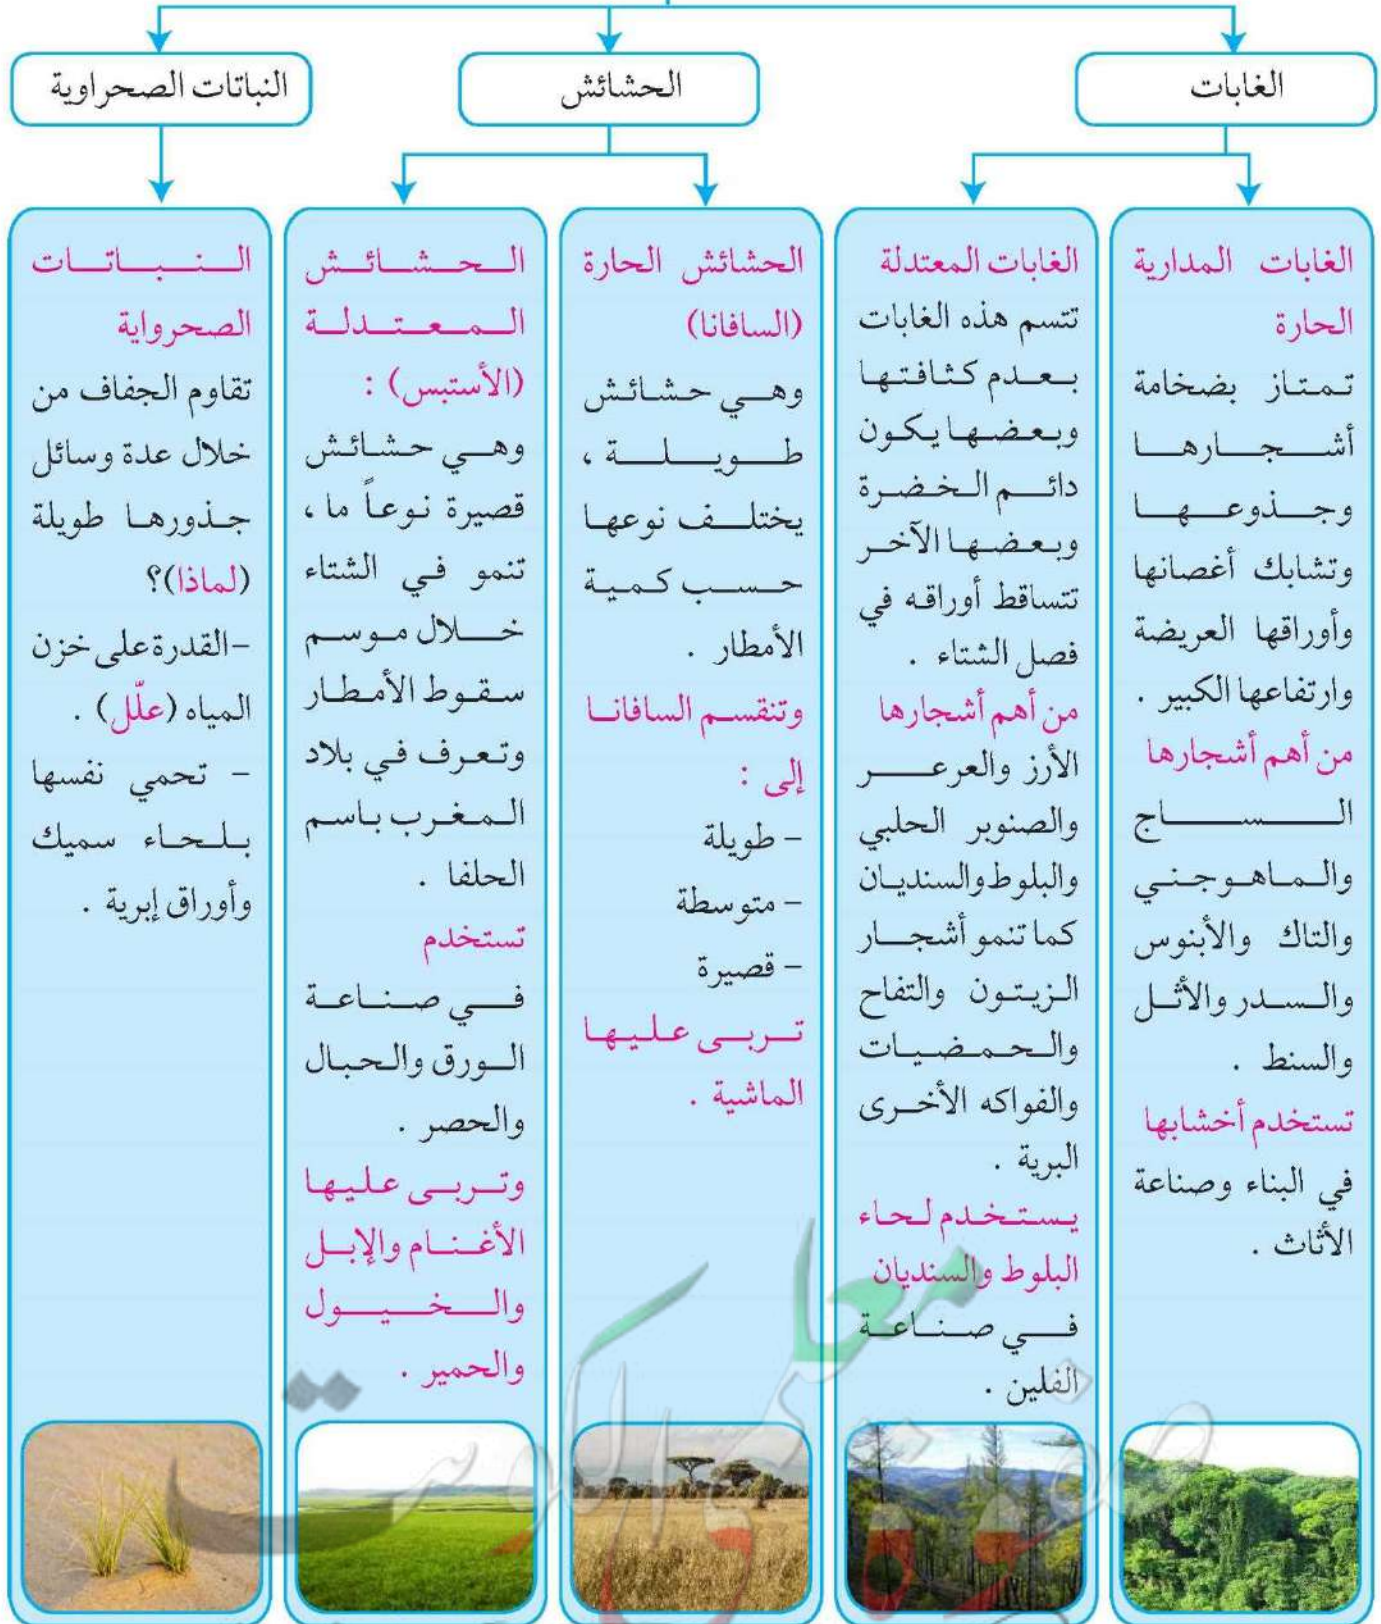 الغابات
الحشائش
النباتات الصحراوية
الغابات المدارية
الحارة
تمتاز بضخامة
أشجارها
وجذوعها
وتشابك أغصانها
وأوراقها العريضة
وارتفاعها الكبير .
من أهم أشجارها
الساج
والماهوجني
والتاك والأبنوس
والسدر والأثل
والسنط .
تستخدم أخشابها
في البناء وصناعة
الأثاث .
الغابات المعتدلة
تتسم هذه الغابات
بعدم كثافتها
وبعضها يكون
دائم الخضرة
وبعضها الآخر
تتساقط أوراقه في
فصل الشتاء .
من أهم أشجارها
الأرز والعرعر
والصنوبر الحلبي
والبلوط والسنديان
كما تنمو أشجار
الزيتون والتفاح
والحمضيات
والفواكه الأخرى
البرية .
يستخدم لحاء
البلوط والسنديان
في صناعة
الفلين .
الحشائش الحارة
(السافانا)
وهي حشائش
طويلة ،
يختلف نوعها
حسب كمية
الأمطار .
وتنقسم السافانا
إلى :
- طويلة
- متوسطة
- قصيرة
تربى عليها
الماشية .
الحشائش
المعتدلة
(الأستبس) :
وهي حشائش
قصيرة نوعاً ما ،
تنمو في الشتاء
خلال موسم
سقوط الأمطار
وتعرف في بلاد
المغرب باسم
الحلفا .
تستخدم
في صناعة
الورق والحبال
والحصر .
وتربى عليها
الأغنام والإبل
والخيول
والحمير .
النباتات
الصحرواية
تقاوم الجفاف من
خلال عدة وسائل
جذورها طويلة
(لماذا)؟
-القدرة على خزن
المياه (علّل) .
- تحمي نفسها
بلحاء سميك
وأوراق إبرية .
صفوة معلمى الكويت